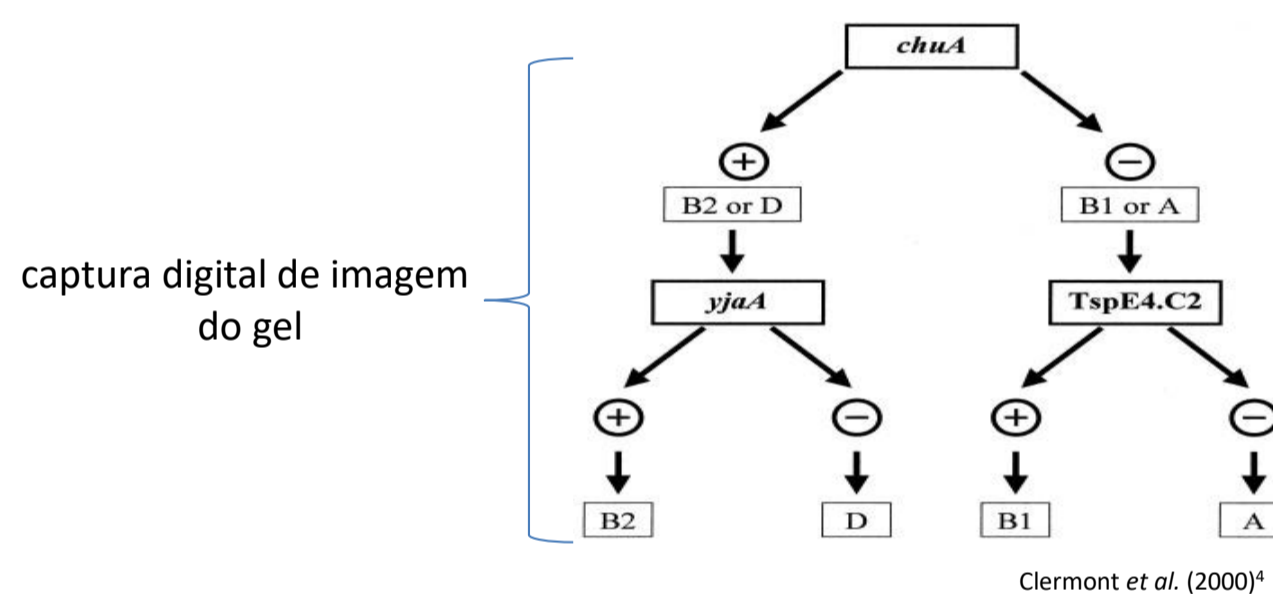 captura digital de imagem
do gel
chuA
+
−
B2 or D
B1 or A
yjaA
TspE4.C2
+
−
+
−
B2
D
B1
A
Clermont et al. (2000)4